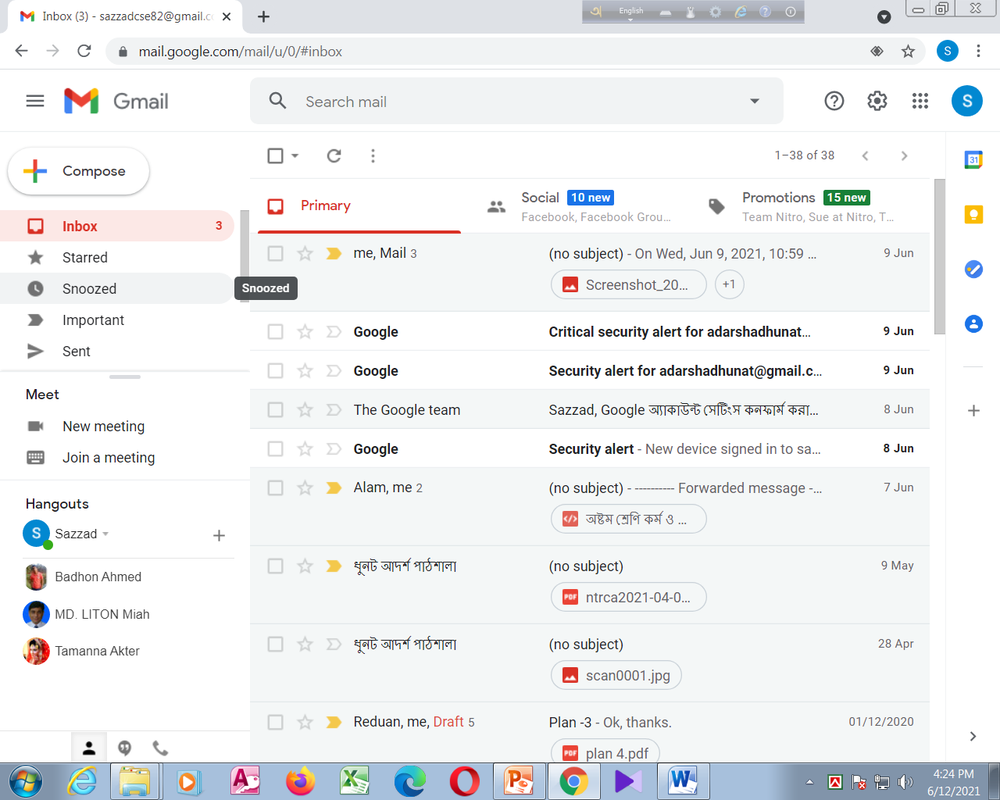 Inbox (3) - sazzadcse82@gmail.co
English
mail.google.com/mail/u/0/#inbox
S
Gmail
Search mail
S
Compose
1–38 of 38
31
Primary
Social 10 new
Facebook, Facebook Grou…
Promotions 15 new
Team Nitro, Sue at Nitro, T…
Inbox 3
Starred
Snoozed
Snoozed
Important
Sent
me, Mail 3 (no subject) - On Wed, Jun 9, 2021, 10:59 … 9 Jun
Screenshot_20… +1
Google Critical security alert for adarshadhunat… 9 Jun
Google Security alert for adarshadhunat@gmail.c… 9 Jun
The Google team Sazzad, Google অ্যাকাউন্ট সেটিংস কনফার্ম করা… 8 Jun
Google Security alert - New device signed in to sa… 8 Jun
Alam, me 2 (no subject) - ---------- Forwarded message -… 7 Jun
অষ্টম শ্রেণি কর্ম ও …
ধুনট আদর্শ পাঠশালা (no subject) 9 May
PDF ntrca2021-04-0…
ধুনট আদর্শ পাঠশালা (no subject) 28 Apr
scan0001.jpg
Reduan, me, Draft 5 Plan -3 - Ok, thanks. 01/12/2020
PDF plan 4.pdf
Meet
New meeting
Join a meeting
Hangouts
S Sazzad
Badhon Ahmed
MD. LITON Miah
Tamanna Akter
4:24 PM
6/12/2021